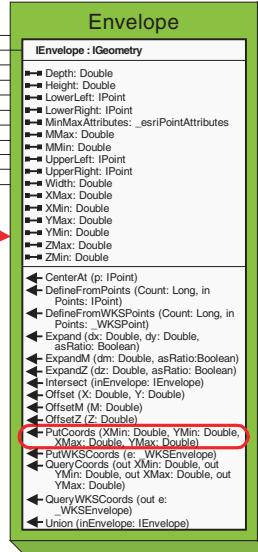 Envelope
IEnvelope : IGeometry
Depth: Double
Height: Double
LowerLeft: IPoint
LowerRight: IPoint
MinMaxAttributes: _esriPointAttributes
MMax: Double
MMin: Double
UpperLeft: IPoint
UpperRight: IPoint
Width: Double
XMax: Double
XMin: Double
YMax: Double
YMin: Double
ZMax: Double
ZMin: Double
CenterAt (p: IPoint)
DefineFromPoints (Count: Long, in
Points: IPoint)
DefineFromWKSPoints (Count: Long, in
Points: _WKSPoint)
Expand (dx: Double, dy: Double,
asRatio: Boolean)
ExpandM (dm: Double, asRatio:Boolean)
ExpandZ (dz: Double, asRatio: Boolean)
Intersect (inEnvelope: IEnvelope)
Offset (X: Double, Y: Double)
OffsetM (M: Double)
OffsetZ (Z: Double)
PutCoords (XMin: Double, YMin: Double,
XMax: Double, YMax: Double)
PutWKSCoords (e: _WKSEnvelope)
QueryCoords (out XMin: Double, out
YMin: Double, out XMax: Double, out
YMax: Double)
QueryWKSCoords (out e:
_WKSEnvelope)
Union (inEnvelope: IEnvelope)